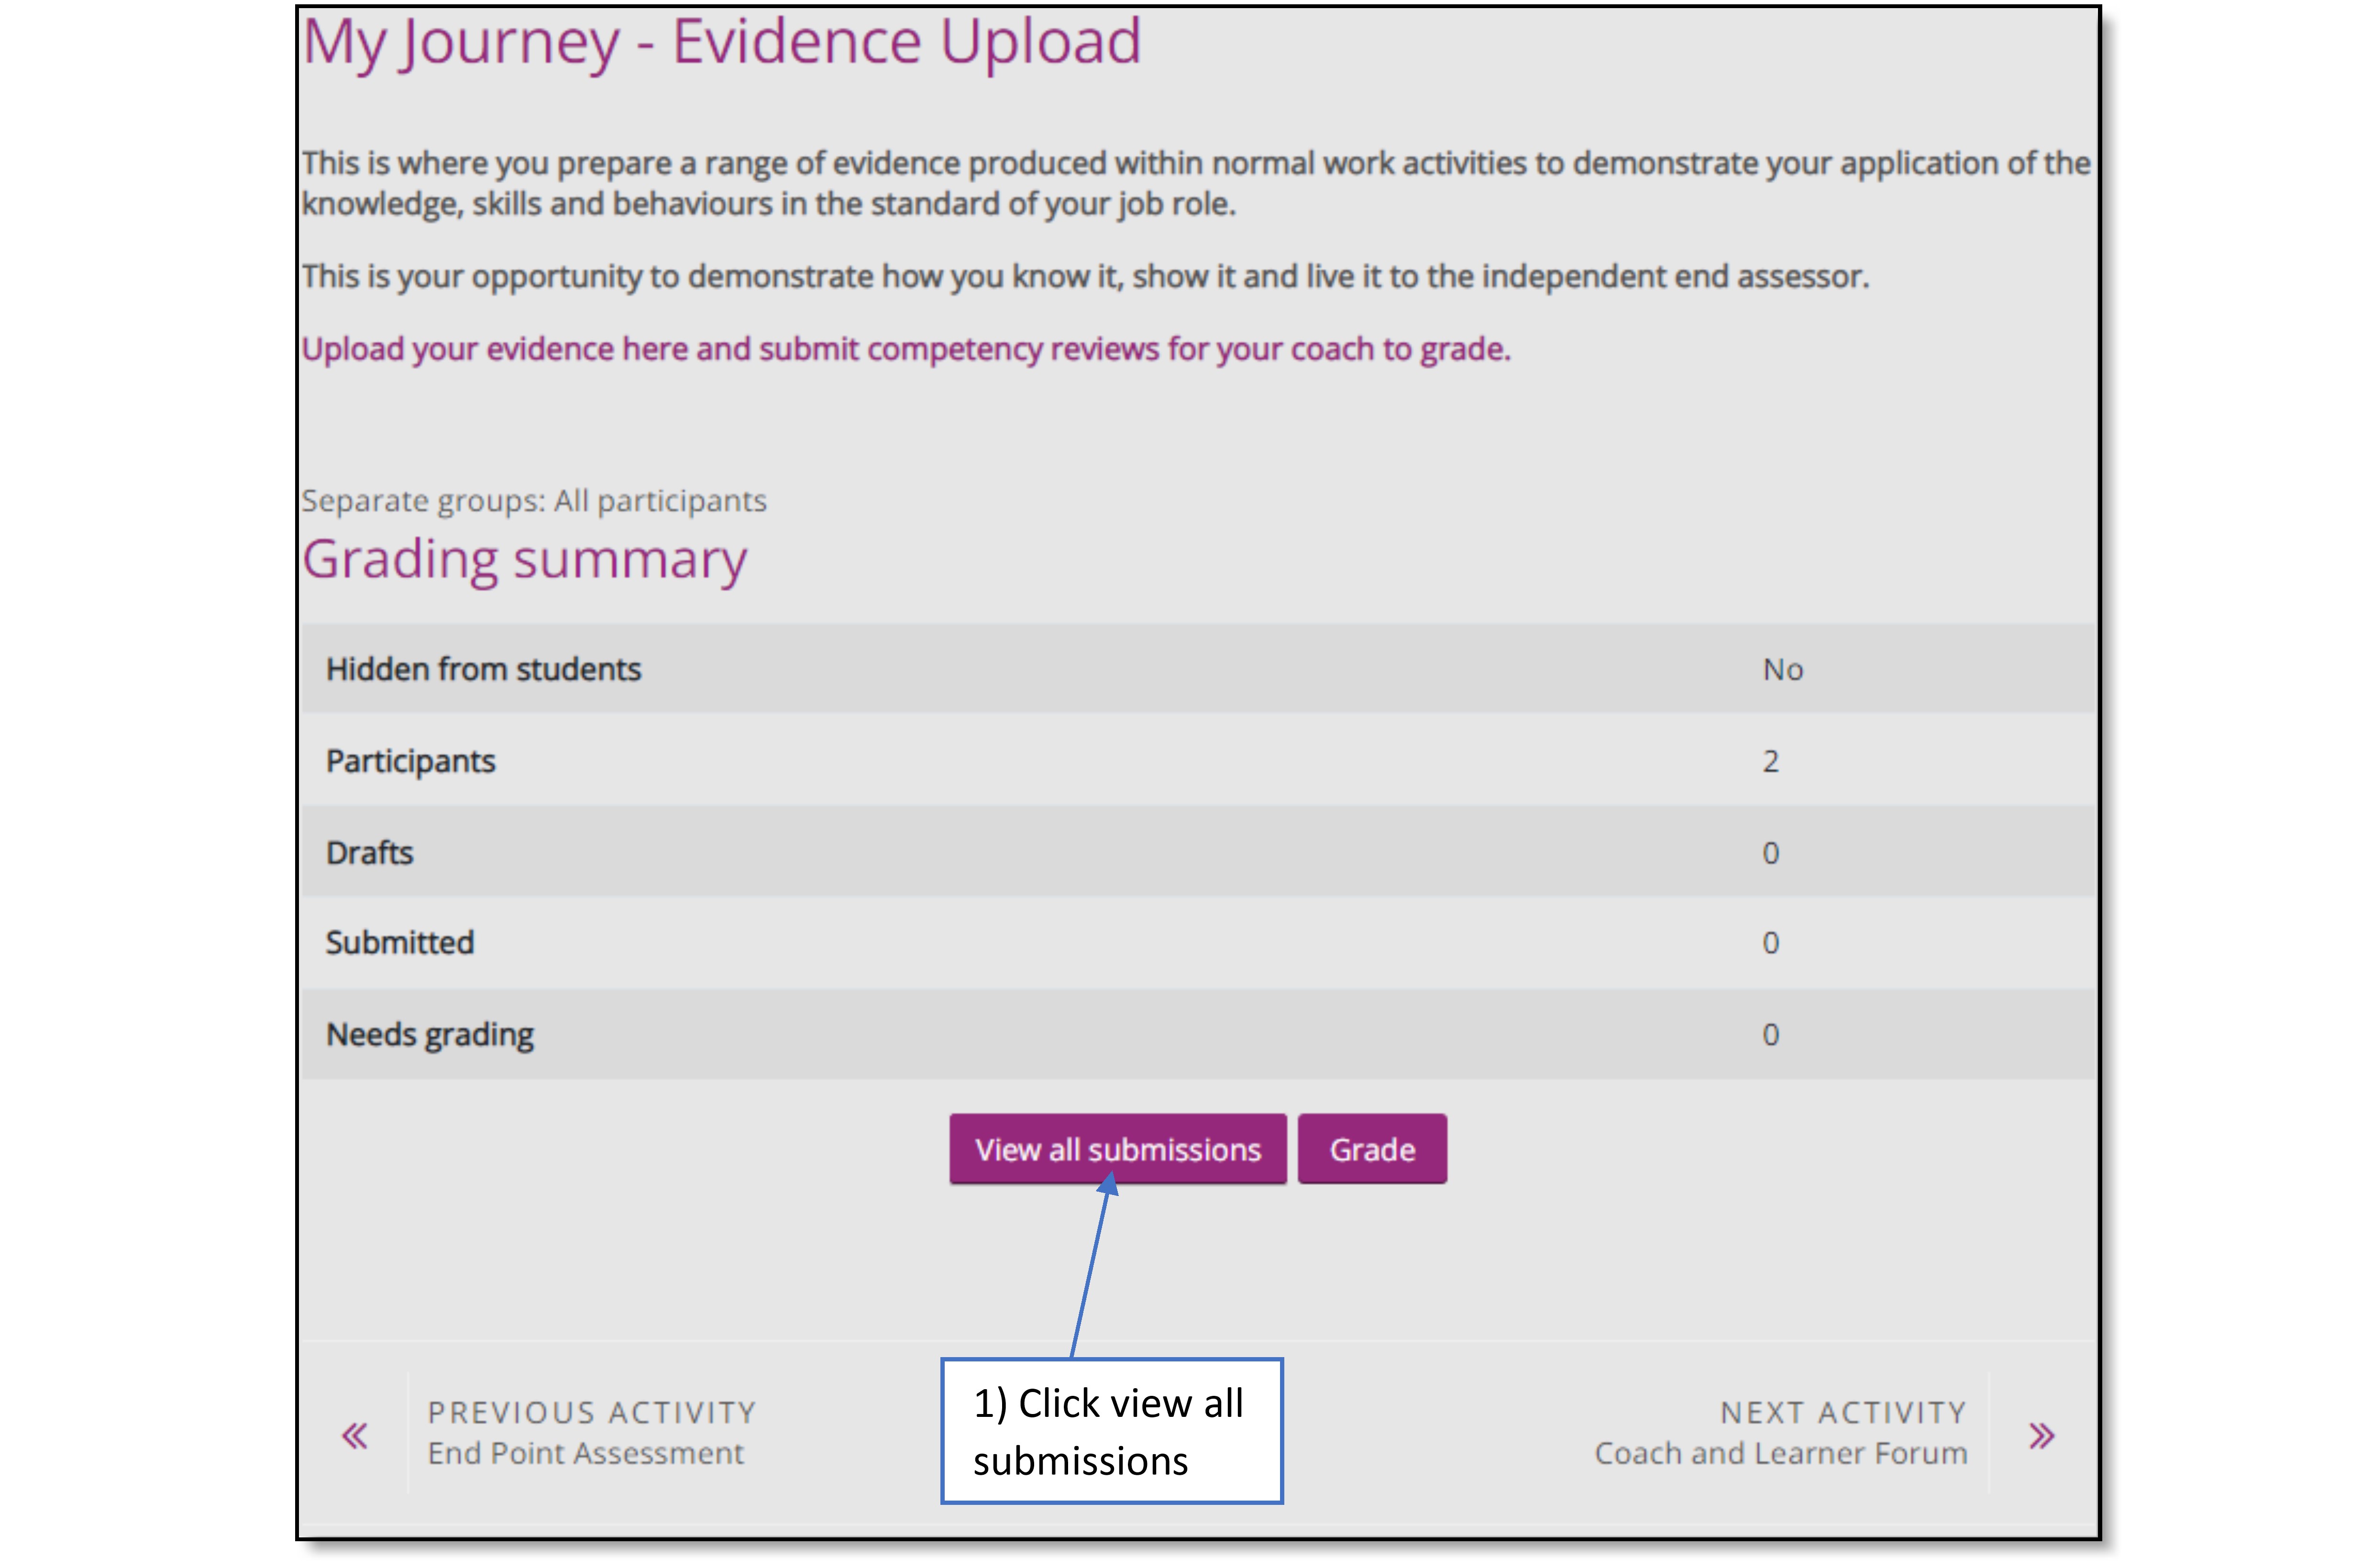 My Journey - Evidence Upload
This is where you prepare a range of evidence produced within normal work activities to demonstrate your application of the
knowledge, skills and behaviours in the standard of your job role.
This is your opportunity to demonstrate how you know it, show it and live it to the independent end assessor.
Upload your evidence here and submit competency reviews for your coach to grade.
Separate groups: All participants
Grading summary
Hidden from students No
Participants 2
Drafts 0
Submitted 0
Needs grading 0
View all submissions Grade
1) Click view all
submissions
« PREVIOUS ACTIVITY
End Point Assessment
NEXT ACTIVITY »
Coach and Learner Forum